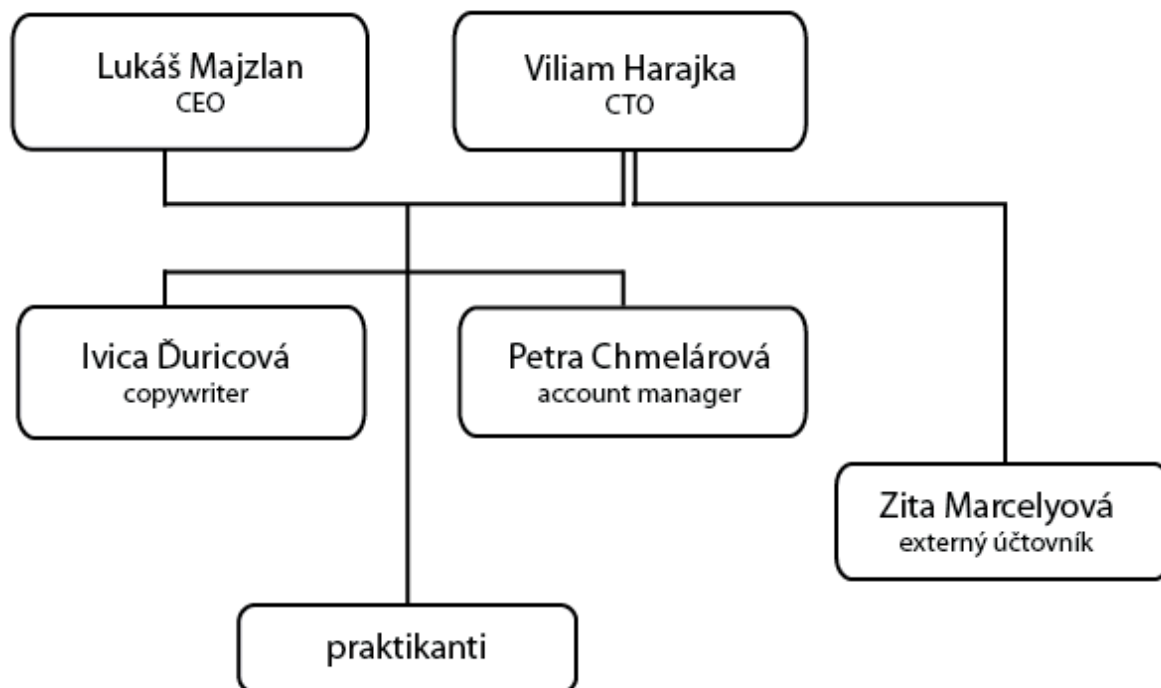 Lukáš Majzlan
CEO
Viliam Harajka
CTO
Ivica Ďuricová
copywriter
Petra Chmelárová
account manager
Zita Marcelyová
externý účtovník
praktikanti